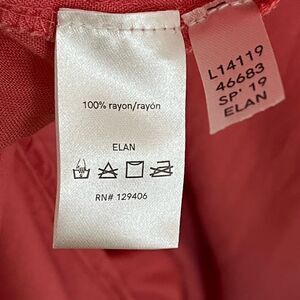 100% rayon/rayón
ELAN
RN# 129406
L14119
46683
SP' 19
ELAN